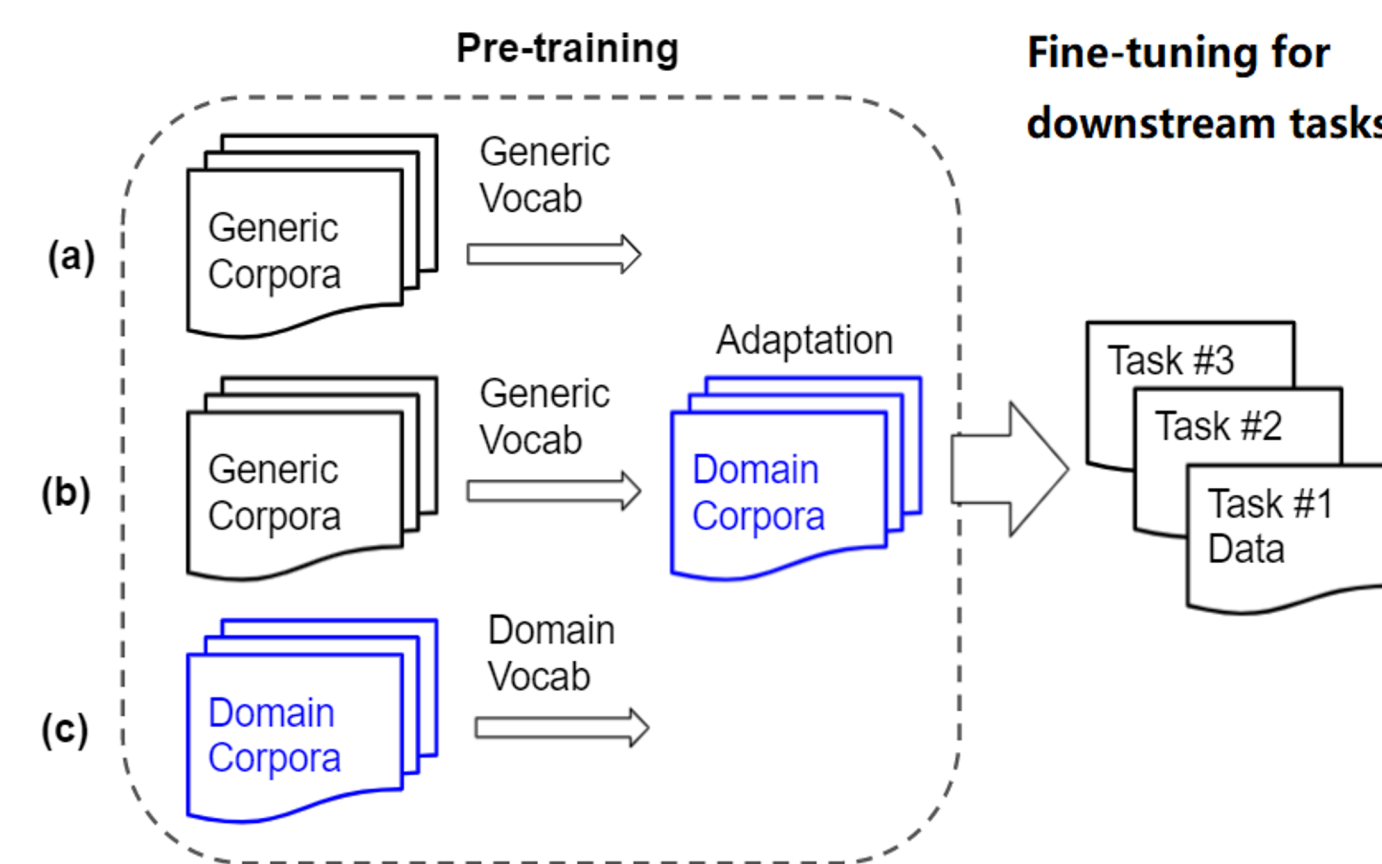 Pre-training
Fine-tuning for
downstream tasks
(a)
Generic
Corpora
Generic
Vocab
(b)
Generic
Corpora
Generic
Vocab
Adaptation
Domain
Corpora
(c)
Domain
Corpora
Domain
Vocab
Task #3
Task #2
Task #1
Data